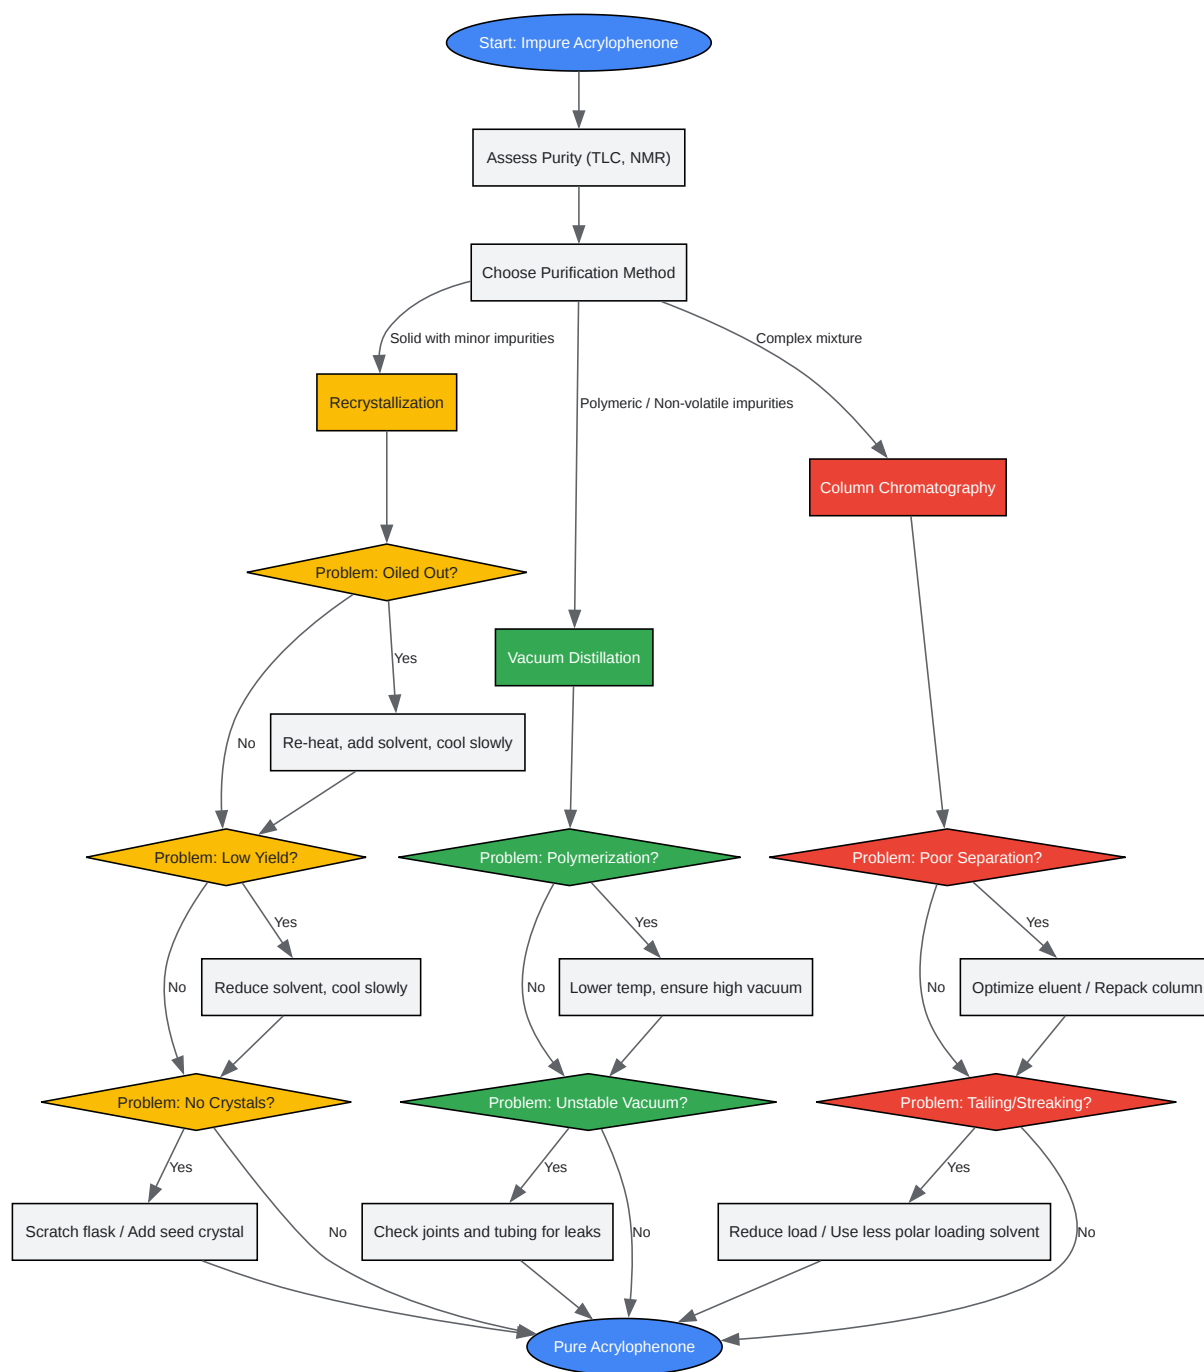 Start: Impure Acrylophenone
Assess Purity (TLC, NMR)
Choose Purification Method
Solid with minor impurities
Complex mixture
Recrystallization
Polymeric / Non-volatile impurities
Column Chromatography
Problem: Oiled Out?
Yes
Vacuum Distillation
No
Re-heat, add solvent, cool slowly
Problem: Low Yield?
Problem: Polymerization?
Problem: Poor Separation?
Yes
Yes
Yes
No
Reduce solvent, cool slowly
No
Lower temp, ensure high vacuum
No
Optimize eluent / Repack column
Problem: No Crystals?
Problem: Unstable Vacuum?
Problem: Tailing/Streaking?
Yes
Yes
Yes
Scratch flask / Add seed crystal
No
Check joints and tubing for leaks
No
Reduce load / Use less polar loading solvent
No
Pure Acrylophenone